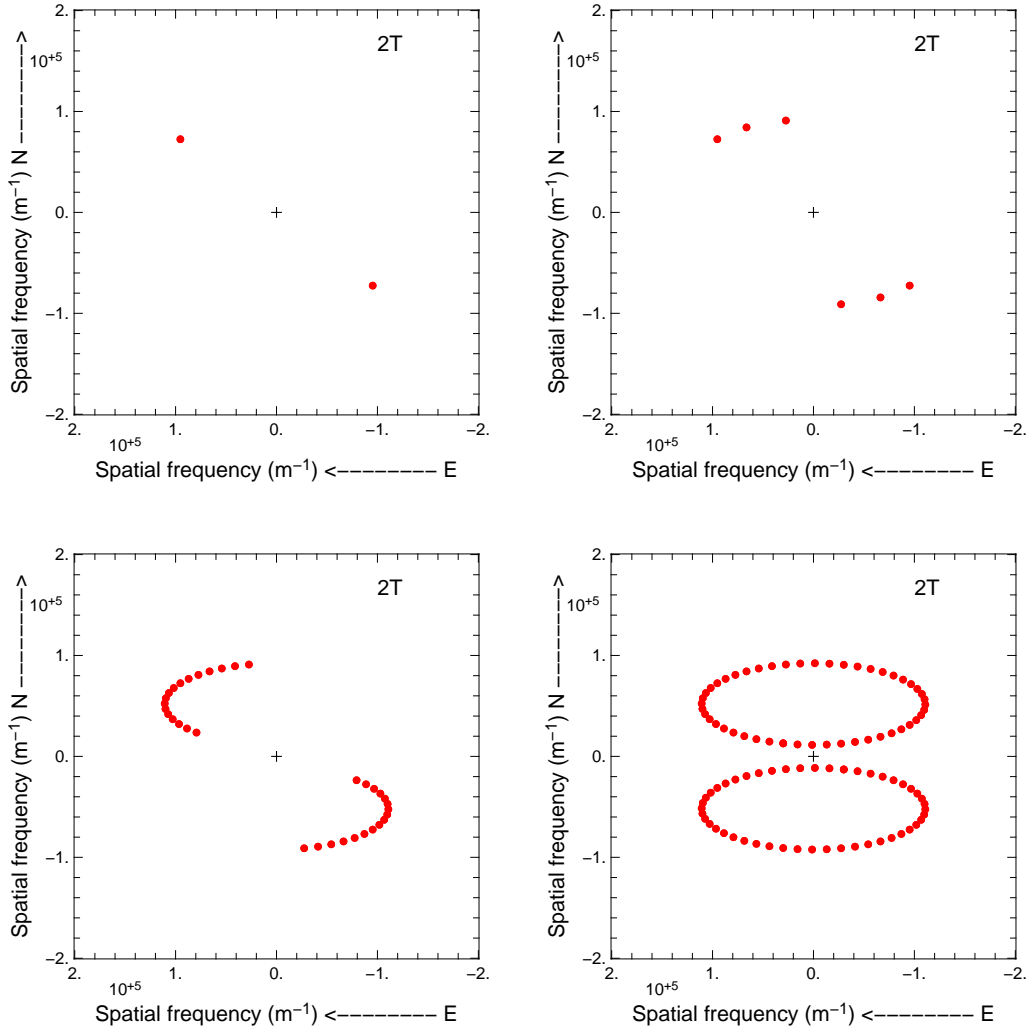 2.
10+5
1.
0.
−1.
−2.
2T
Spatial frequency (m−1) N −−−−−−−−>
2. 1. 0. −1. −2.
10+5
Spatial frequency (m−1) <−−−−−−−− E
2.
10+5
1.
0.
−1.
−2.
2T
Spatial frequency (m−1) N −−−−−−−−>
2. 1. 0. −1. −2.
10+5
Spatial frequency (m−1) <−−−−−−−− E
2.
10+5
1.
0.
−1.
−2.
2T
Spatial frequency (m−1) N −−−−−−−−>
2. 1. 0. −1. −2.
10+5
Spatial frequency (m−1) <−−−−−−−− E
2.
10+5
1.
0.
−1.
−2.
2T
Spatial frequency (m−1) N −−−−−−−−>
2. 1. 0. −1. −2.
10+5
Spatial frequency (m−1) <−−−−−−−− E